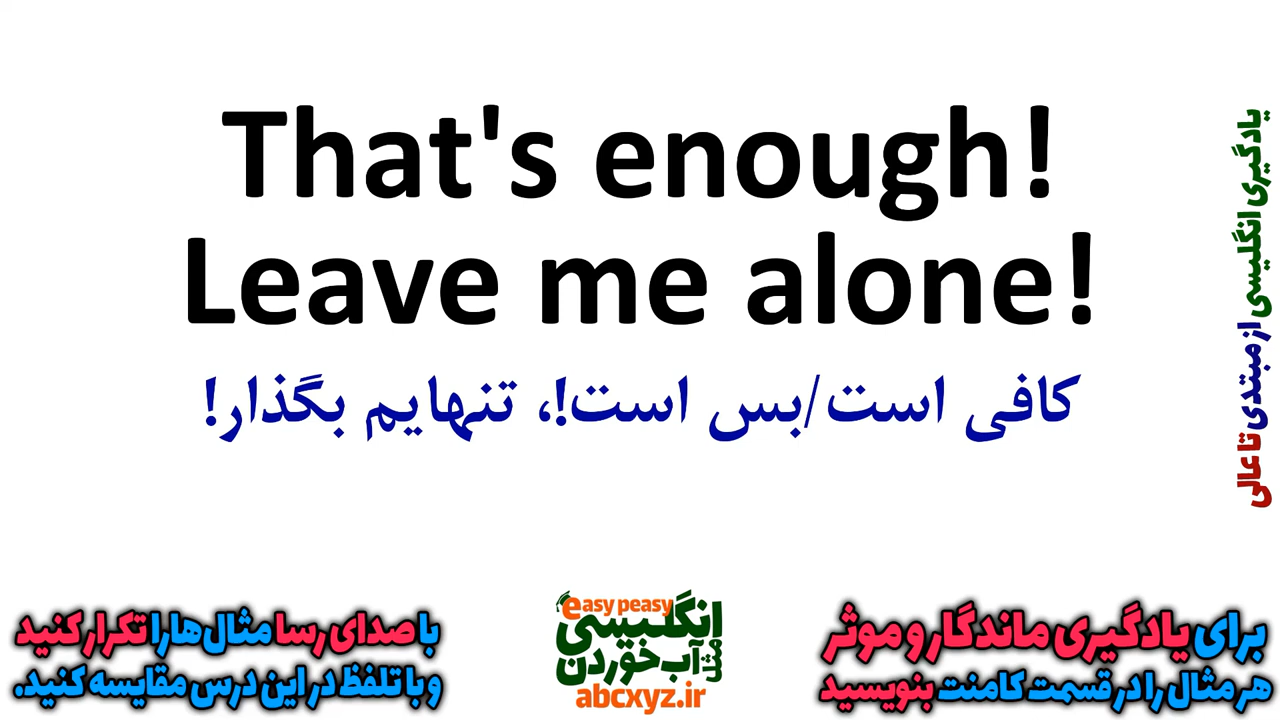 That's enough!
Leave me alone!
کافی است/بس است!، تنهایم بگذار!
یادگیری انگلیسی از مبتدی تا عالی
با صدای رسا مثال‌ها را تکرار کنید
و با تلفظ در این درس مقایسه کنید.
easy peasy
انگلیسی
مثل آب خوردن
abcxyz.ir
برای یادگیری ماندگار و موثر
هر مثال را در قسمت کامنت بنویسید